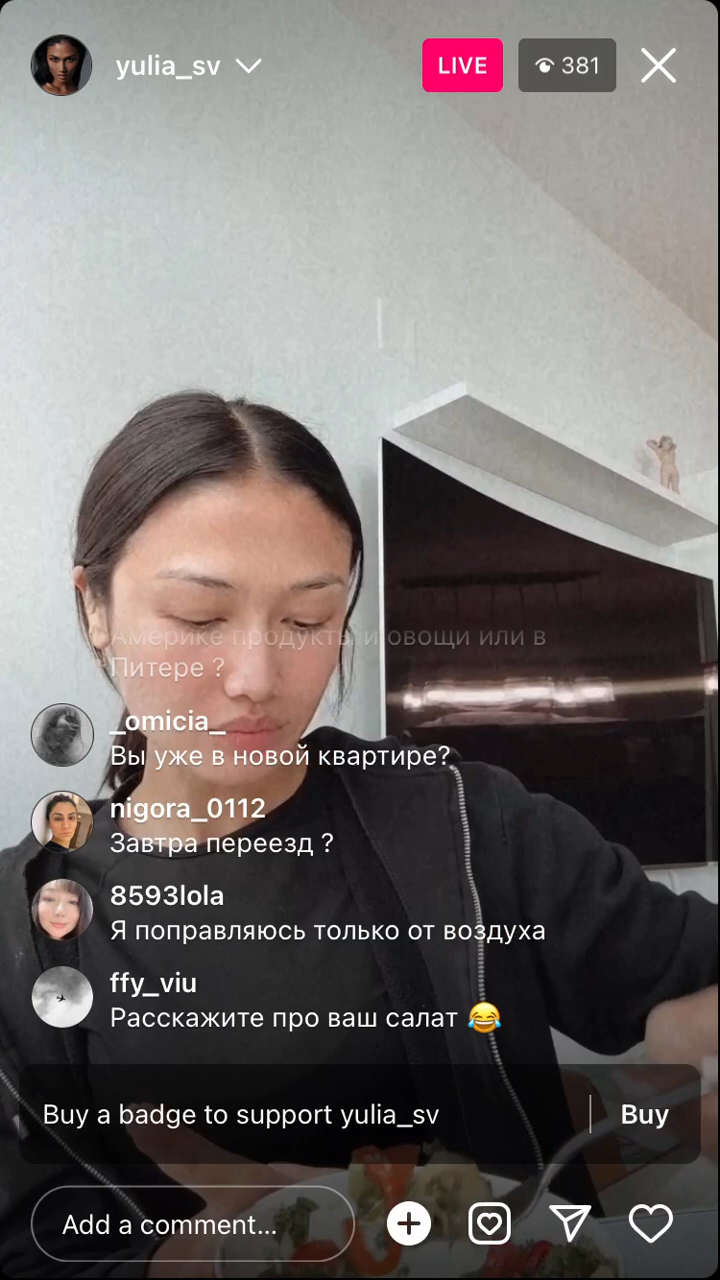 yulia_sv
LIVE
381
Америке продукты и овощи или в
Питере ?
_omicia_
Вы уже в новой квартире?
nigora_0112
Завтра переезд ?
8593lola
Я поправляюсь только от воздуха
ffy_viu
Расскажите про ваш салат 😂
Buy a badge to support yulia_sv
Buy
Add a comment...